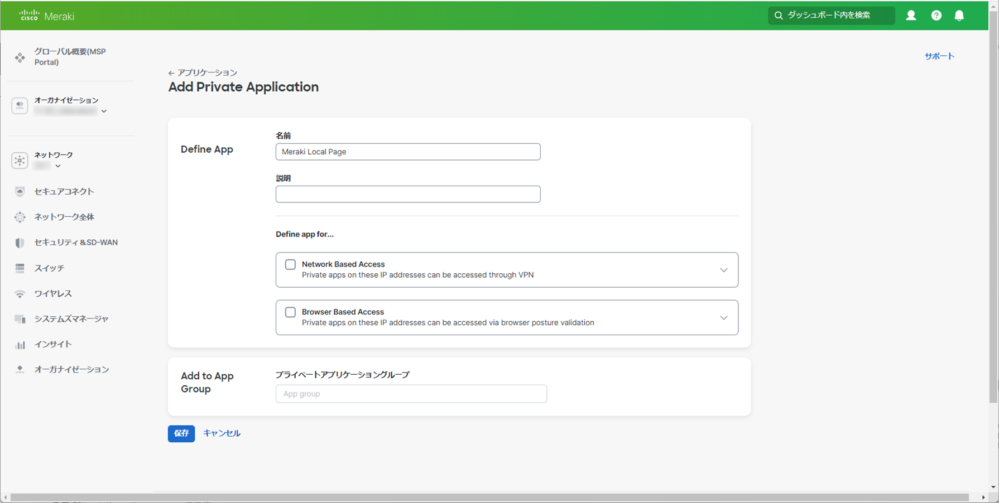 cisco Meraki
ダッシュボード内を検索
グローバル概要(MSP
Portal)
サポート
← アプリケーション
Add Private Application
オーガナイゼーション
ネットワーク
セキュアコネクト
ネットワーク全体
セキュリティ&SD-WAN
スイッチ
ワイヤレス
システムズマネージャ
インサイト
オーガナイゼーション
Define App
名前
Meraki Local Page
説明
Define app for...
Network Based Access
Private apps on these IP addresses can be accessed through VPN
Browser Based Access
Private apps on these IP addresses can be accessed via browser posture validation
Add to App
Group
プライベートアプリケーショングループ
App group
保存 キャンセル